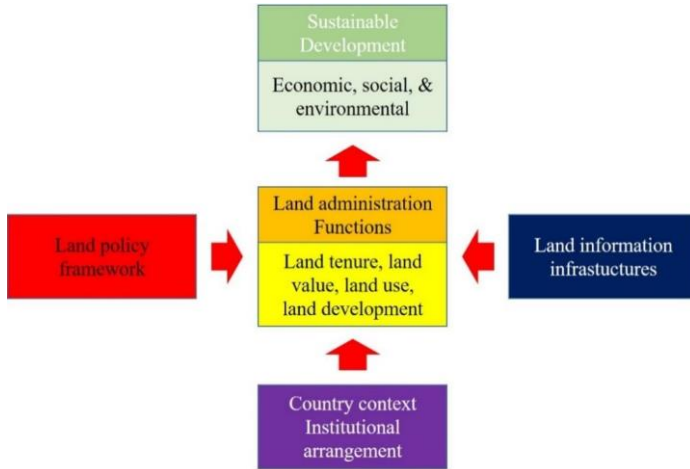 Sustainable
Development
Economic, social, &
environmental
Land administration
Functions
Land policy
framework
Land tenure, land
value, land use,
land development
Land information
infrastuctures
Country context
Institutional
arrangement